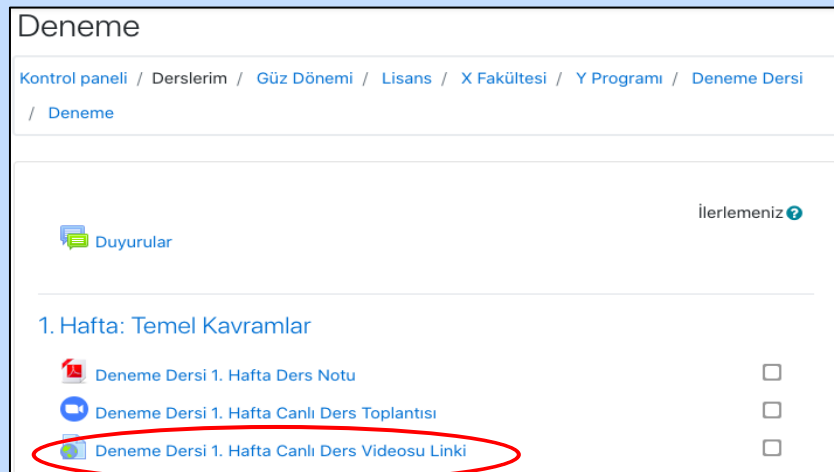 Deneme
Kontrol paneli / Derslerim / Güz Dönemi / Lisans / X Fakültesi / Y Programı / Deneme Dersi
/ Deneme
İlerlemeniz
Duyurular
1. Hafta: Temel Kavramlar
Deneme Dersi 1. Hafta Ders Notu
Deneme Dersi 1. Hafta Canlı Ders Toplantısı
Deneme Dersi 1. Hafta Canlı Ders Videosu Linki